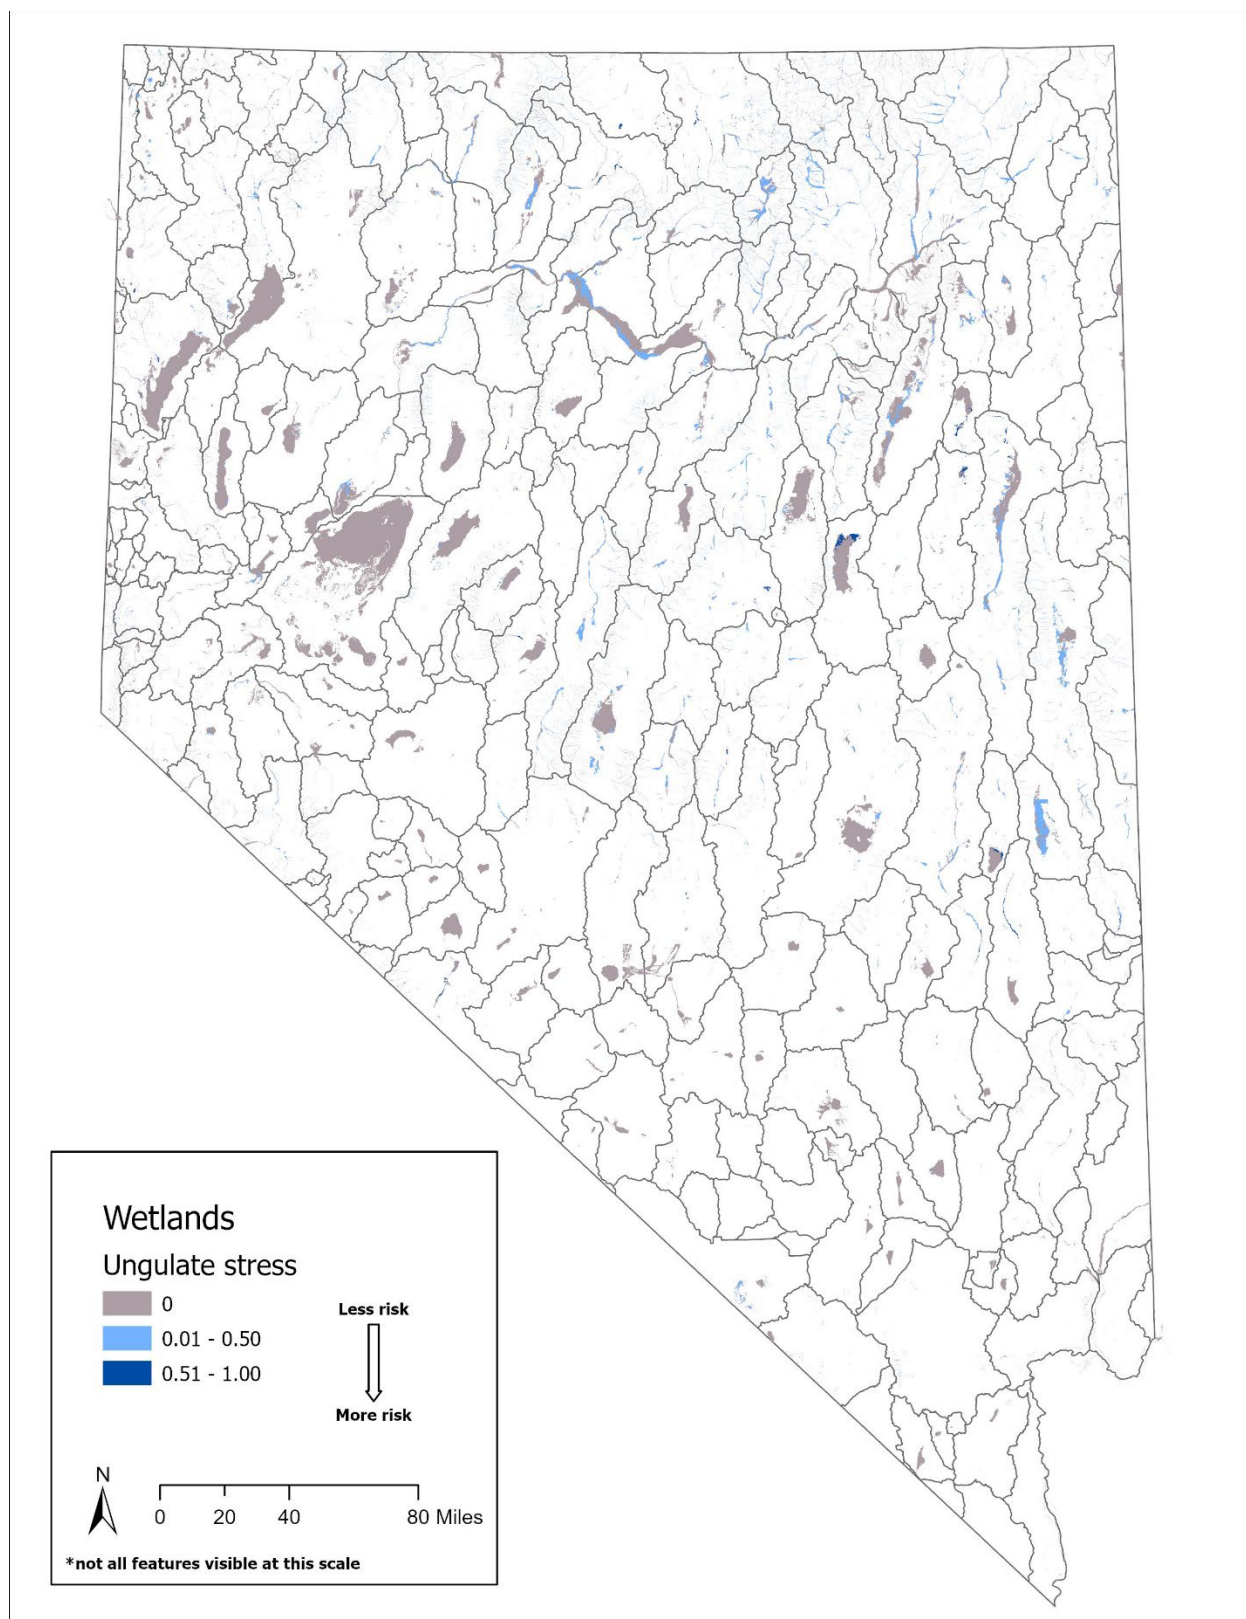 Wetlands
Ungulate stress
0
0.01 - 0.50
0.51 - 1.00
Less risk
More risk
N
0 20 40 80 Miles
*not all features visible at this scale